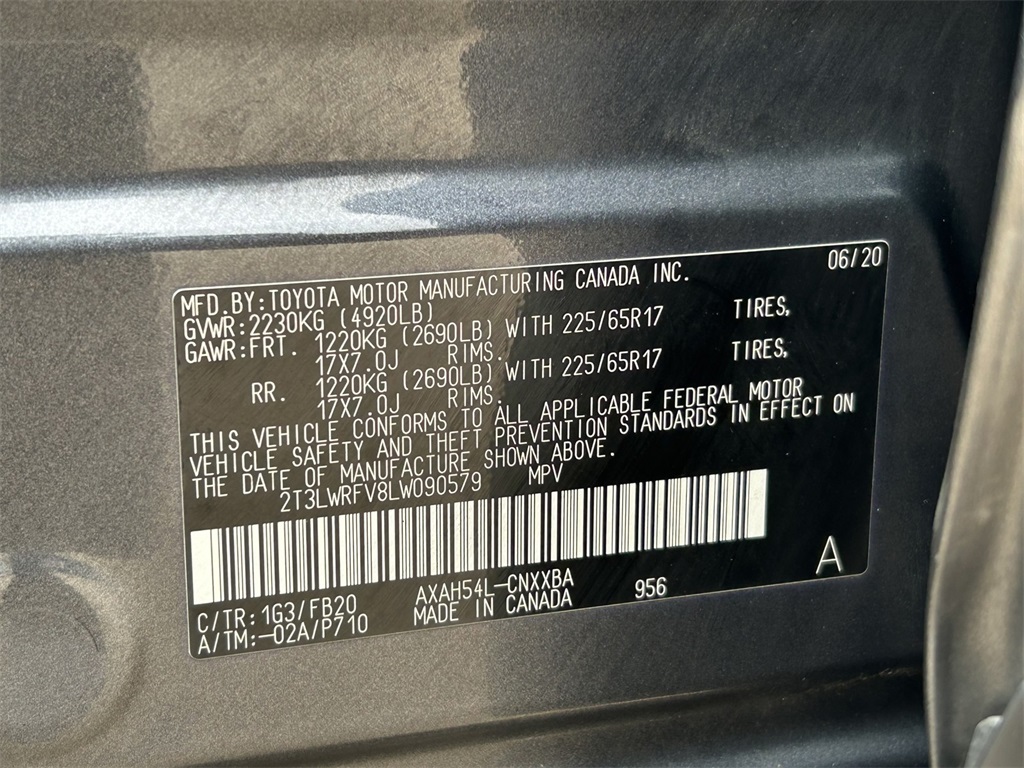 06/20
MFD.BY:TOYOTA MOTOR MANUFACTURING CANADA INC.
GVWR:2230KG (4920LB)
GAWR:FRT. 1220KG (2690LB) WITH 225/65R17 TIRES,
17X7.0J RIMS.
RR. 1220KG (2690LB) WITH 225/65R17 TIRES,
17X7.0J RIMS.
THIS VEHICLE CONFORMS TO ALL APPLICABLE FEDERAL MOTOR
VEHICLE SAFETY AND THEFT PREVENTION STANDARDS IN EFFECT ON
THE DATE OF MANUFACTURE SHOWN ABOVE.
2T3LWRFV8LW090579 MPV
C/TR: 1G3/FB20 AXAH54L-CNXXBA 956 A
A/TM:-02A/P710 MADE IN CANADA